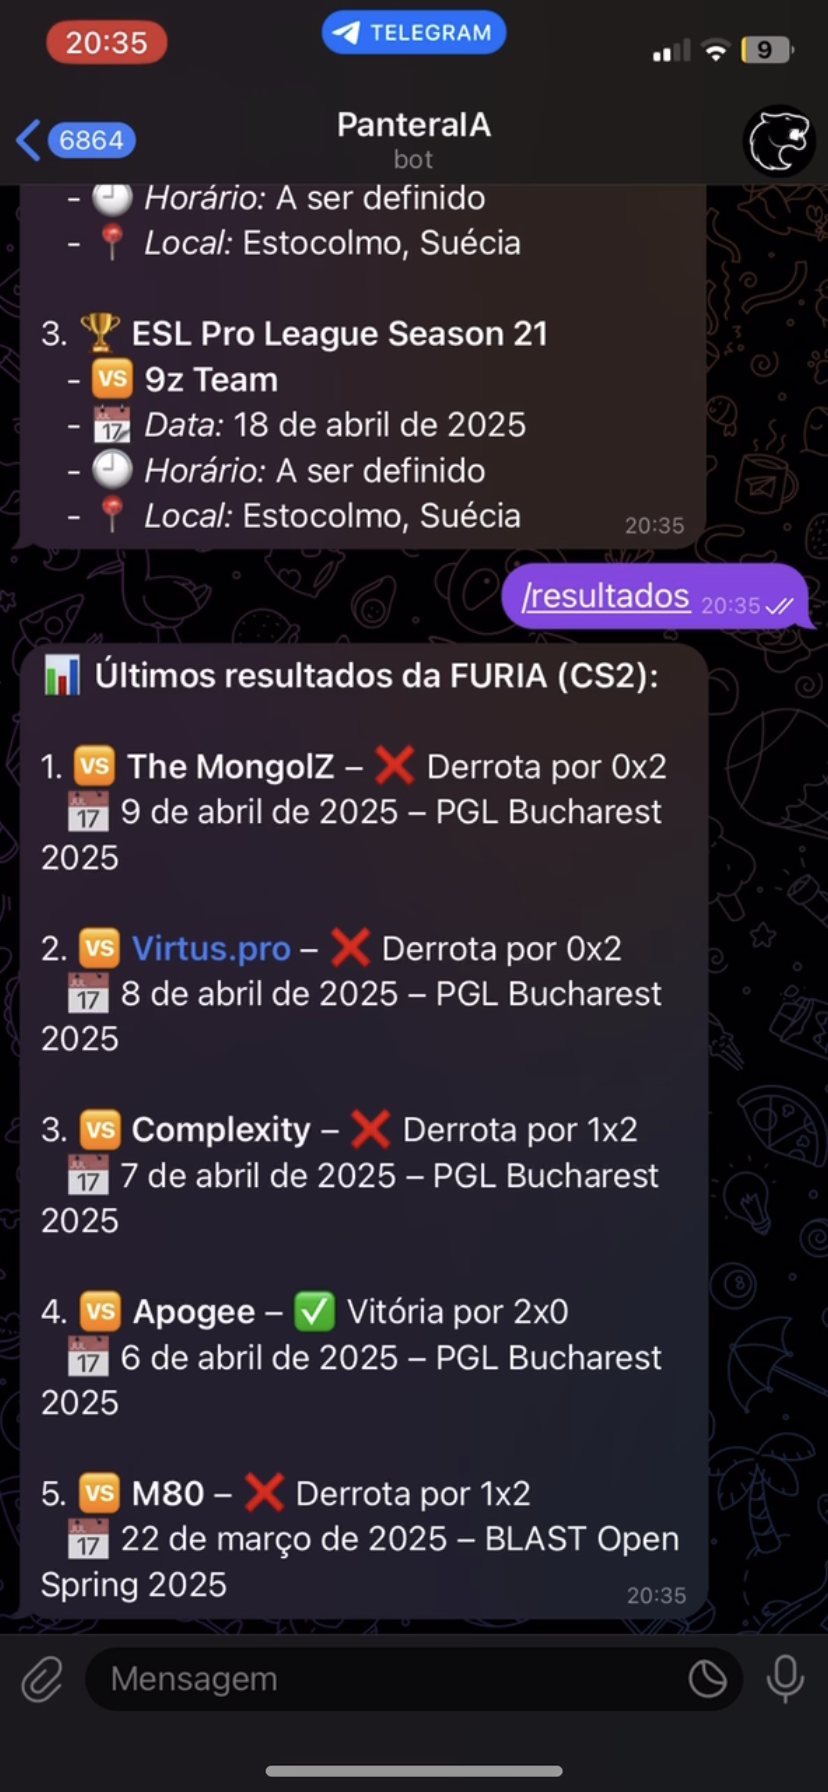 20:35
TELEGRAM
9
6864
PanteraIA
bot
- Horário: A ser definido
- Local: Estocolmo, Suécia
3. 🏆 ESL Pro League Season 21
- 🆚 9z Team
- 📆 Data: 18 de abril de 2025
- 🕘 Horário: A ser definido
- 📍 Local: Estocolmo, Suécia
20:35
/resultados 20:35
📊 Últimos resultados da FURIA (CS2):
1. 🆚 The MongolZ – ❌ Derrota por 0x2
📅 9 de abril de 2025 – PGL Bucharest
2025
2. 🆚 Virtus.pro – ❌ Derrota por 0x2
📅 8 de abril de 2025 – PGL Bucharest
2025
3. 🆚 Complexity – ❌ Derrota por 1x2
📅 7 de abril de 2025 – PGL Bucharest
2025
4. 🆚 Apogee – ✅ Vitória por 2x0
📅 6 de abril de 2025 – PGL Bucharest
2025
5. 🆚 M80 – ❌ Derrota por 1x2
📅 22 de março de 2025 – BLAST Open
Spring 2025
20:35
Mensagem